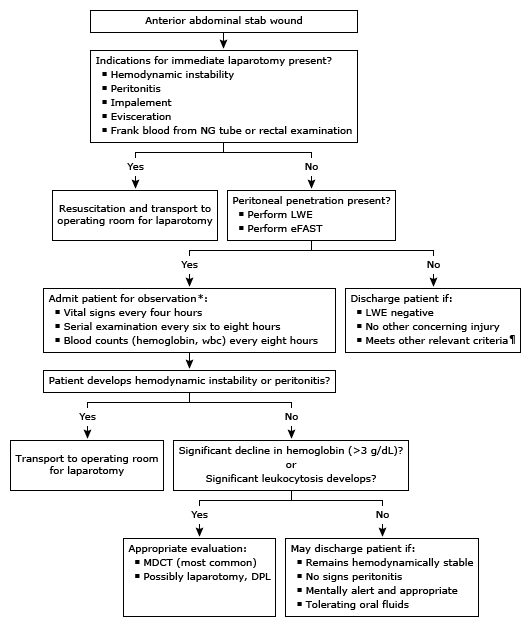 Anterior abdominal stab wound
Indications for immediate laparotomy present?
▪ Hemodynamic instability
▪ Peritonitis
▪ Impalement
▪ Evisceration
▪ Frank blood from NG tube or rectal examination
Yes
No
Resuscitation and transport to
operating room for laparotomy
Peritoneal penetration present?
▪ Perform LWE
▪ Perform eFAST
Yes
No
Admit patient for observation*:
▪ Vital signs every four hours
▪ Serial examination every six to eight hours
▪ Blood counts (hemoglobin, wbc) every eight hours
Discharge patient if:
▪ LWE negative
▪ No other concerning injury
▪ Meets other relevant criteria¶
Patient develops hemodynamic instability or peritonitis?
Yes
No
Transport to operating room
for laparotomy
Significant decline in hemoglobin (>3 g/dL)?
or
Significant leukocytosis develops?
Yes
No
Appropriate evaluation:
▪ MDCT (most common)
▪ Possibly laparotomy, DPL
May discharge patient if:
▪ Remains hemodynamically stable
▪ No signs peritonitis
▪ Mentally alert and appropriate
▪ Tolerating oral fluids